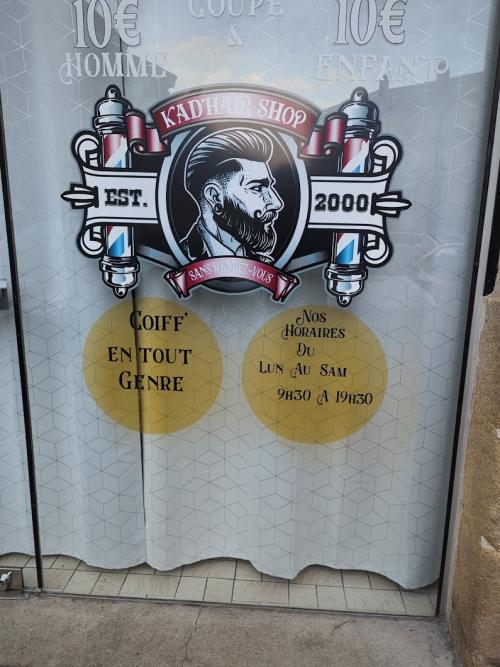 10€
COUPE
10€
&
HOMME
ENFANT
KAD'HAIR SHOP
EST.
2000
SANS RENDEZ-VOUS
COIFF'
EN TOUT
GENRE
NOS
HORAIRES
DU
LUN AU SAM
9H30 A 19H30